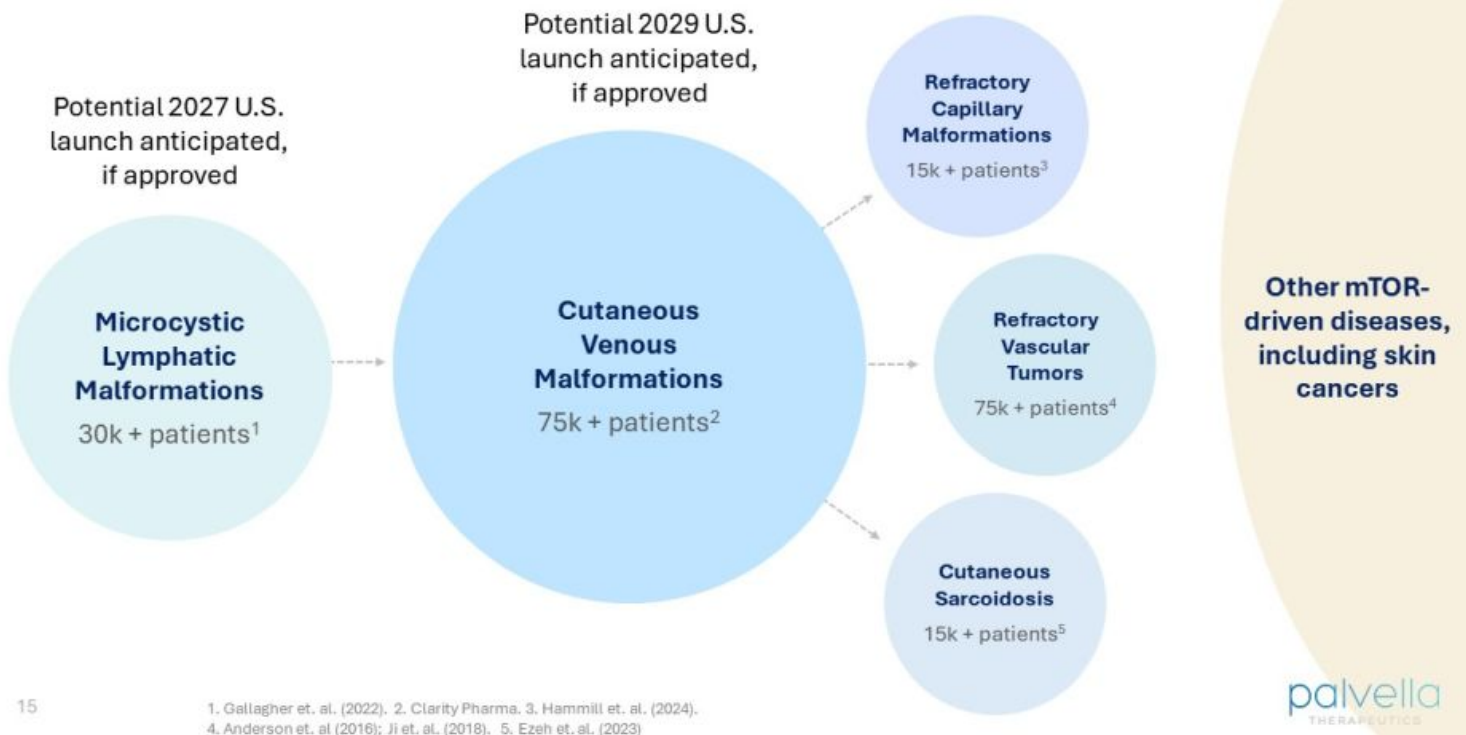 Potential 2027 U.S.
launch anticipated,
if approved
Microcystic
Lymphatic
Malformations
30k + patients¹
Potential 2029 U.S.
launch anticipated,
if approved
Cutaneous
Venous
Malformations
75k + patients²
Refractory
Capillary
Malformations
15k + patients³
Refractory
Vascular
Tumors
75k + patients⁴
Cutaneous
Sarcoidosis
15k + patients⁵
Other mTOR-
driven diseases,
including skin
cancers
15
1. Gallagher et. al. (2022). 2. Clarity Pharma. 3. Hammill et. al. (2024).
4. Anderson et. al (2016); Ji et. al. (2018). 5. Ezeh et. al. (2023)
palvella
THERAPEUTICS